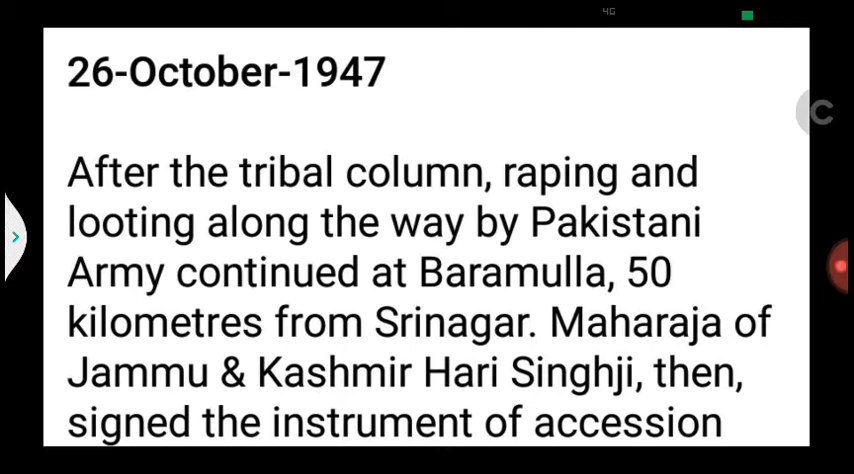 4G
26-October-1947
After the tribal column, raping and
looting along the way by Pakistani
Army continued at Baramulla, 50
kilometres from Srinagar. Maharaja of
Jammu & Kashmir Hari Singhji, then,
signed the instrument of accession